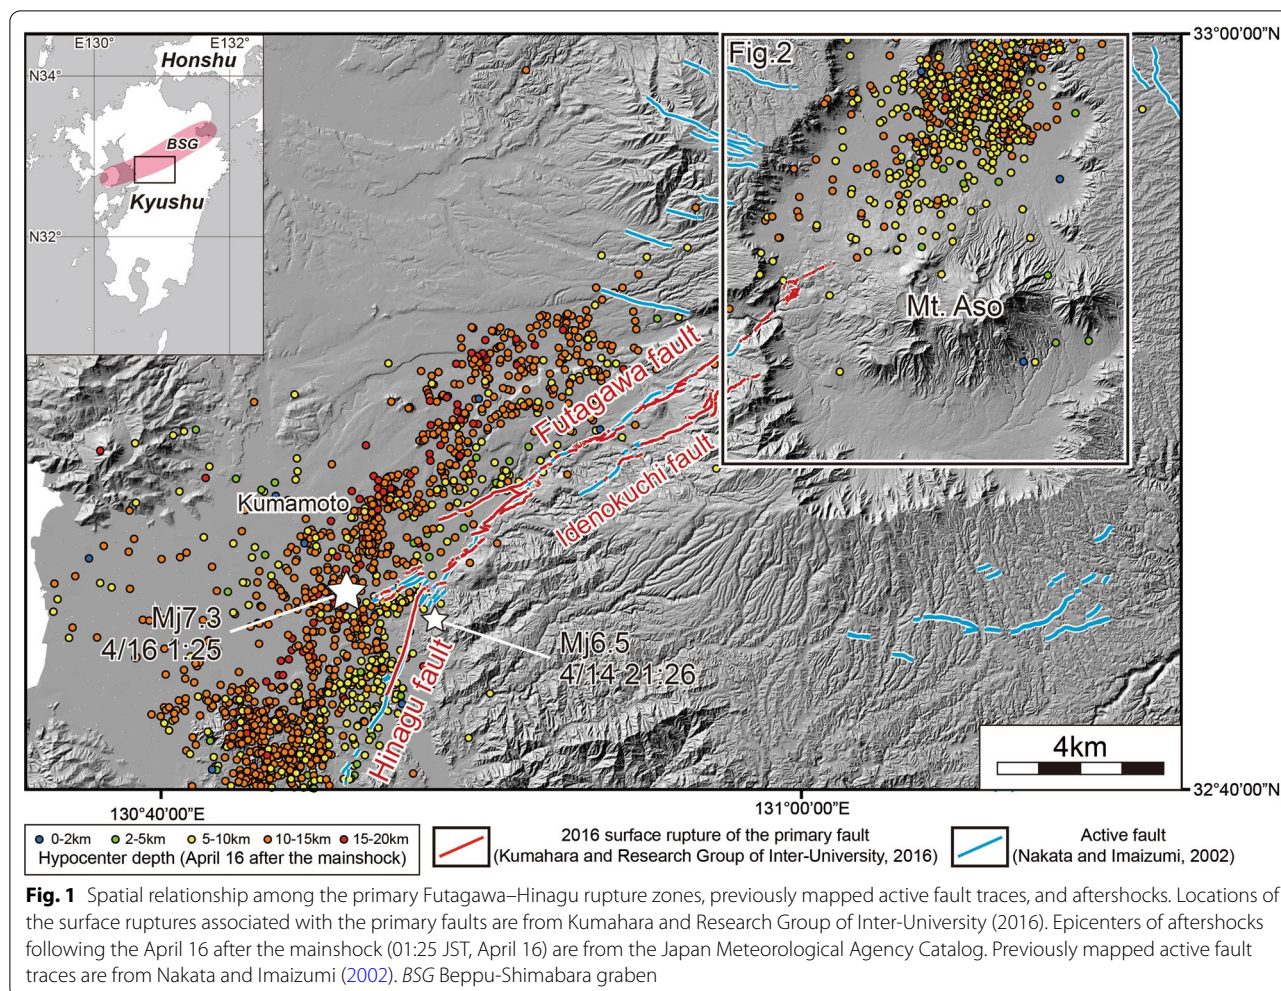 E130°
E132°
Honshu
N34°
BSG
Kyushu
N32°
Fig.2
33°00'00"N
Mt. Aso
Futagawa fault
Idenokuchi fault
Kumamoto
Mj7.3
4/16 1:25
Mj6.5
4/14 21:26
Hinagu fault
4km
32°40'00"N
130°40'00"E
131°00'00"E
0-2km 2-5km 5-10km 10-15km 15-20km
Hypocenter depth (April 16 after the mainshock)
2016 surface rupture of the primary fault
(Kumahara and Research Group of Inter-University, 2016)
Active fault
(Nakata and Imaizumi, 2002)
Fig. 1 Spatial relationship among the primary Futagawa–Hinagu rupture zones, previously mapped active fault traces, and aftershocks. Locations of
the surface ruptures associated with the primary faults are from Kumahara and Research Group of Inter-University (2016). Epicenters of aftershocks
following the April 16 after the mainshock (01:25 JST, April 16) are from the Japan Meteorological Agency Catalog. Previously mapped active fault
traces are from Nakata and Imaizumi (2002). BSG Beppu-Shimabara graben